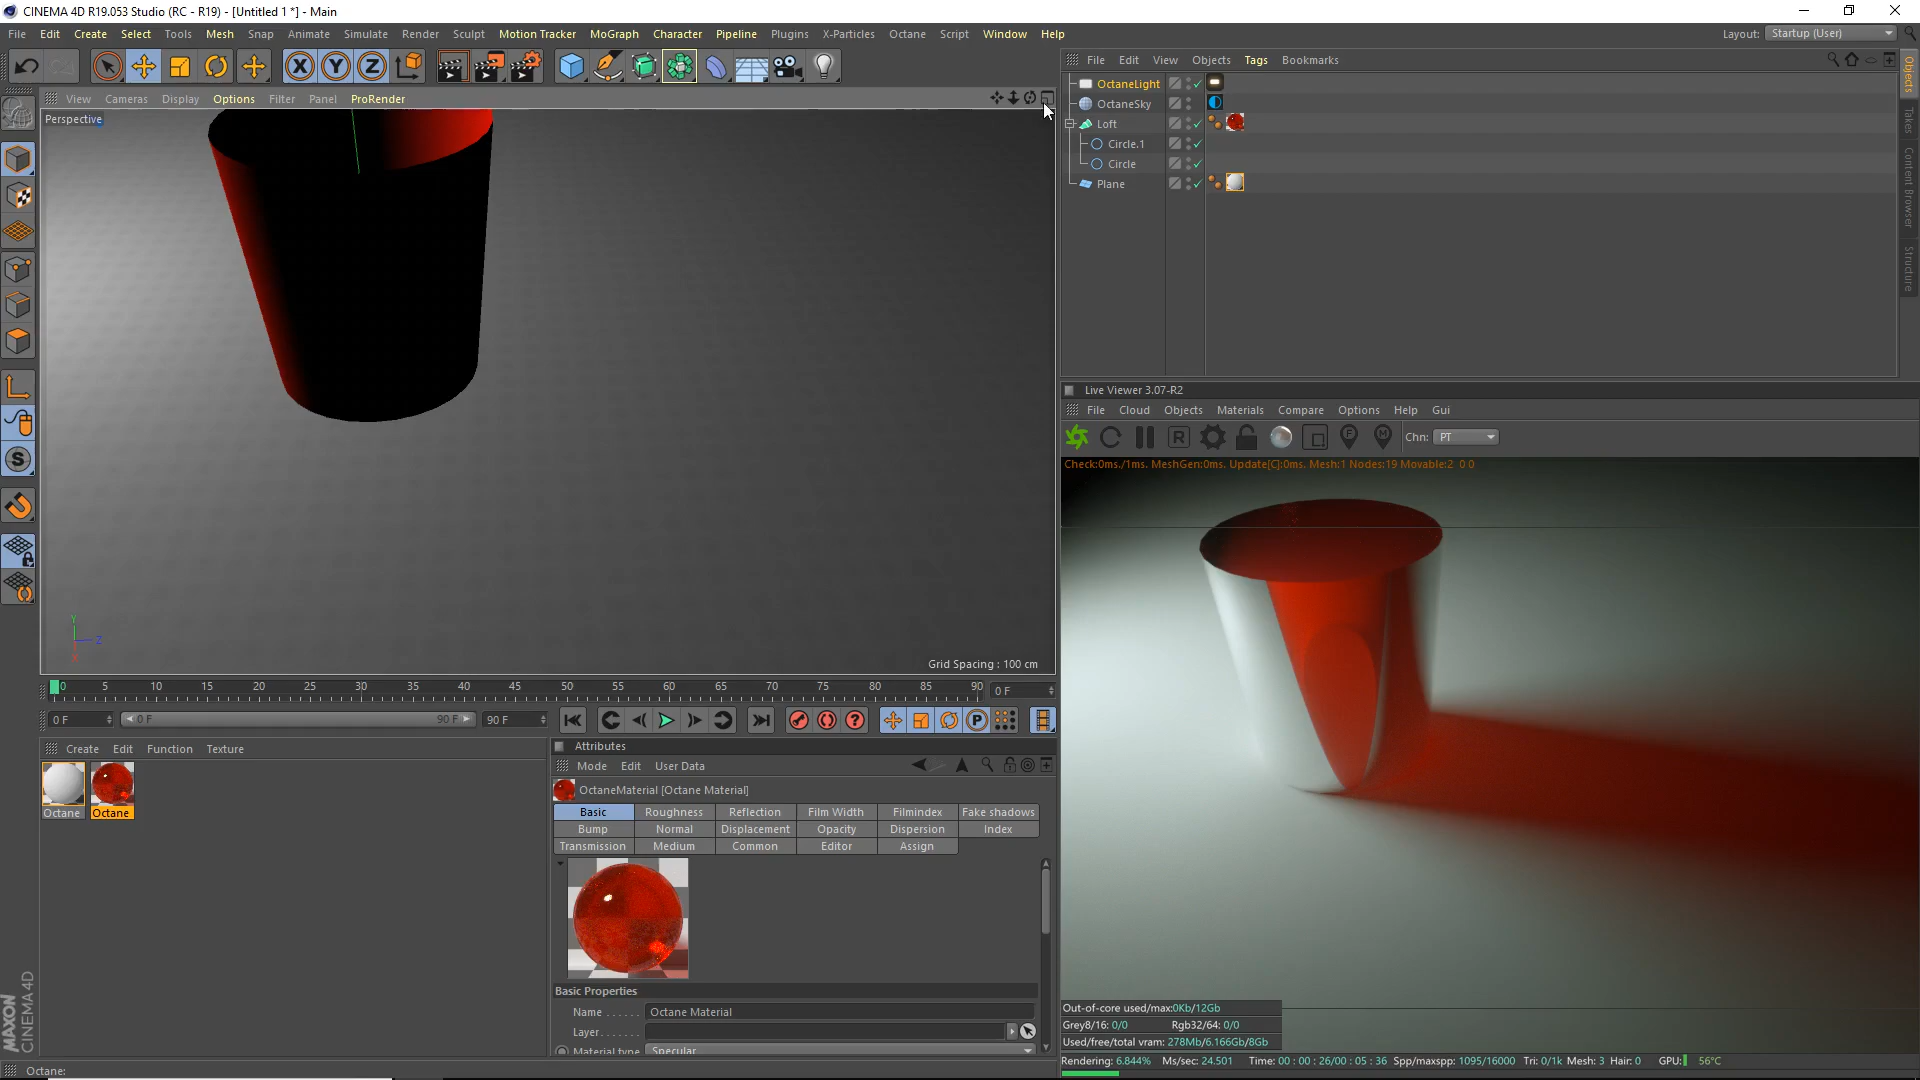 CINEMA 4D R19.053 Studio (RC - R19) - [Untitled 1 *] - Main
File Edit Create Select Tools Mesh Snap Animate Simulate Render Sculpt Motion Tracker MoGraph Character Pipeline Plugins X-Particles Octane Script Window Help Layout: Startup (User)
X Y Z
File Edit View Objects Tags Bookmarks
View Cameras Display Options Filter Panel ProRender
Perspective
OctaneLight
OctaneSky
Loft
Circle.1
Circle
Plane
Objects
Takes
Content Browser
Structure
Live Viewer 3.07-R2
File Cloud Objects Materials Compare Options Help Gui
R F M Chn: PT
Check:0ms./1ms. MeshGen:0ms. Update[C]:0ms. Mesh:1 Nodes:19 Movable:2 0 0
S
Y
Z
X
Grid Spacing : 100 cm
0 5 10 15 20 25 30 35 40 45 50 55 60 65 70 75 80 85 90 0 F
0 F 0 F 90 F 90 F ? P
Create Edit Function Texture
Octane Octane
Attributes
Mode Edit User Data
OctaneMaterial [Octane Material]
Basic Roughness Reflection Film Width Filmindex Fake shadows
Bump Normal Displacement Opacity Dispersion Index
Transmission Medium Common Editor Assign
Basic Properties
Name . . . . . . Octane Material
Layer. . . . . . .
Material type Specular
Out-of-core used/max:0Kb/12Gb
Grey8/16: 0/0 Rgb32/64: 0/0
Used/free/total vram: 278Mb/6.166Gb/8Gb
Rendering: 6.844% Ms/sec: 24.501 Time: 00 : 00 : 26/00 : 05 : 36 Spp/maxspp: 1095/16000 Tri: 0/1k Mesh: 3 Hair: 0 GPU: 56°C
MAXON
CINEMA 4D
Octane: